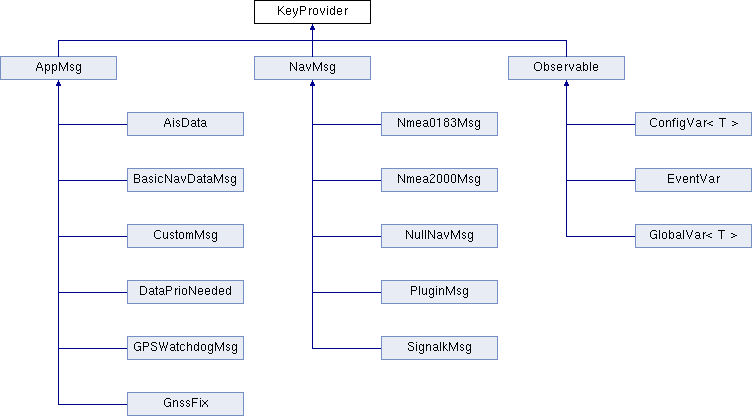 KeyProvider
AppMsg
NavMsg
Observable
AisData
Nmea0183Msg
ConfigVar< T >
BasicNavDataMsg
Nmea2000Msg
EventVar
CustomMsg
NullNavMsg
GlobalVar< T >
DataPrioNeeded
PluginMsg
GPSWatchdogMsg
SignalkMsg
GnssFix